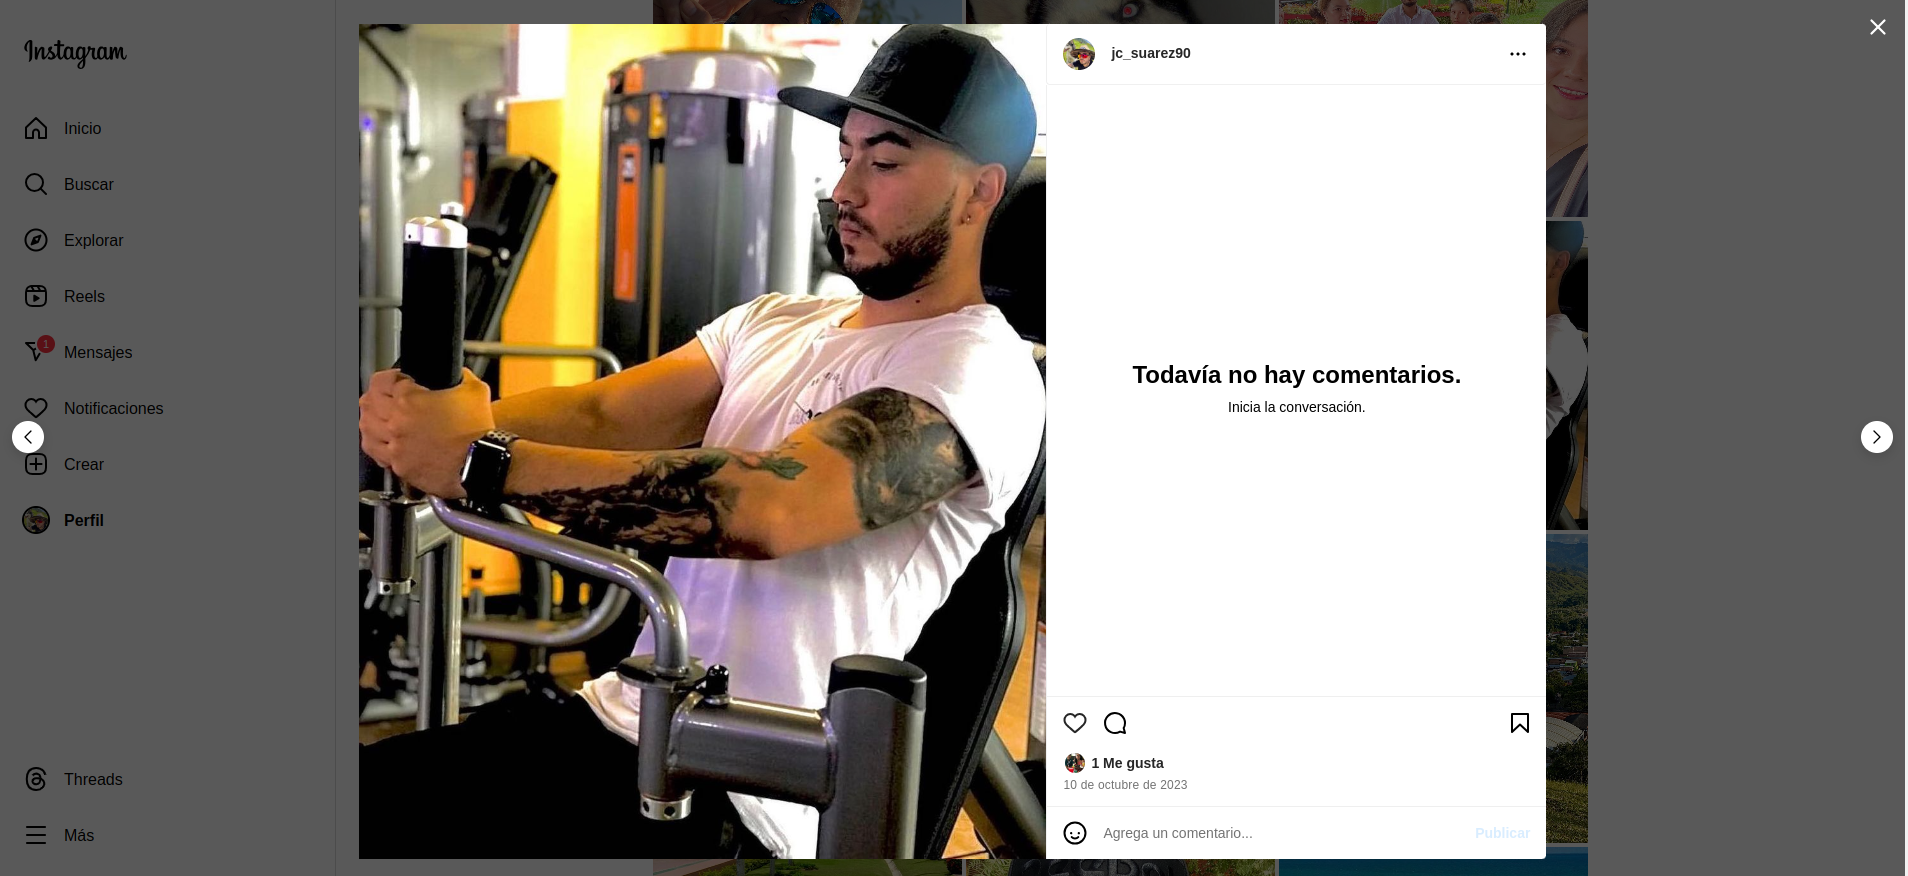 Instagram
Inicio
Buscar
Explorar
Reels
1
Mensajes
Notificaciones
Crear
Perfil
Threads
Más
jc_suarez90
Todavía no hay comentarios.
Inicia la conversación.
1 Me gusta
10 de octubre de 2023
Agrega un comentario...
Publicar